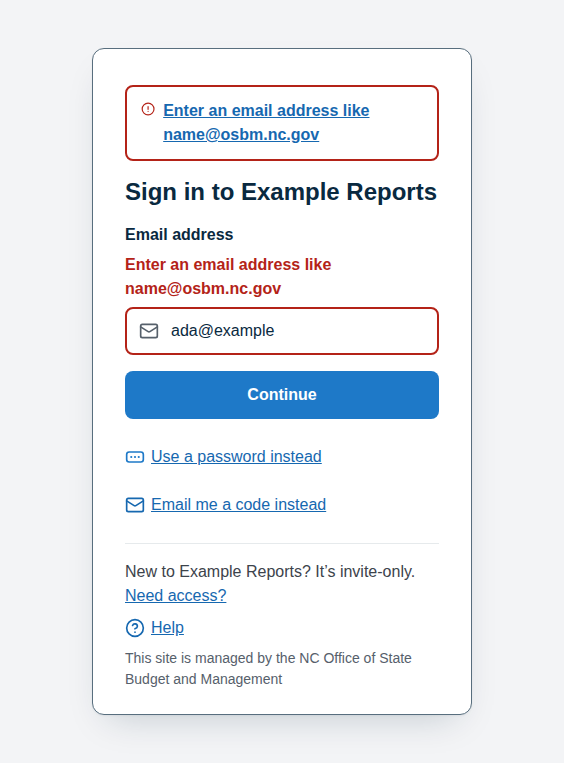 Enter an email address like
name@osbm.nc.gov
Sign in to Example Reports
Email address
Enter an email address like
name@osbm.nc.gov
ada@example
Continue
Use a password instead
Email me a code instead
New to Example Reports? It's invite-only.
Need access?
Help
This site is managed by the NC Office of State
Budget and Management